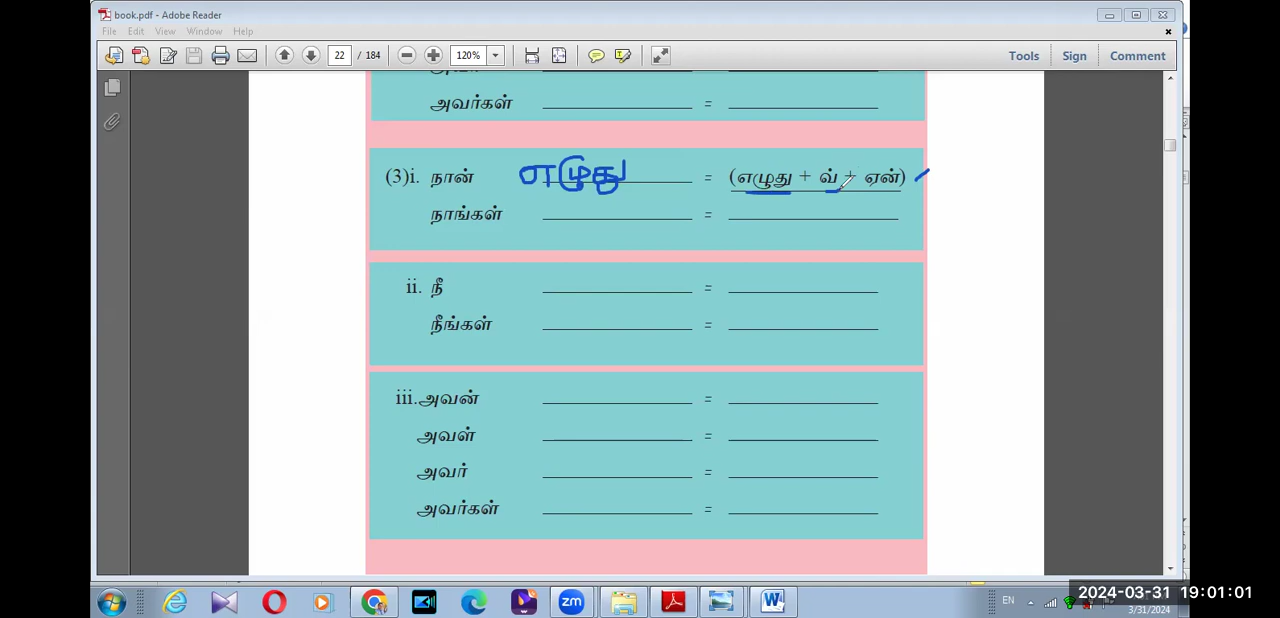 book.pdf - Adobe Reader
File Edit View Window Help
22 / 184 120% Tools Sign Comment
அவர்கள் =
(3)i. நான் எழுது = (எழுது + வ் + ஏன்)
நாங்கள் =
ii. நீ =
நீங்கள் =
iii.அவன் =
அவள் =
அவர் =
அவர்கள் =
EN 2024-03-31 19:01:01
3/31/2024